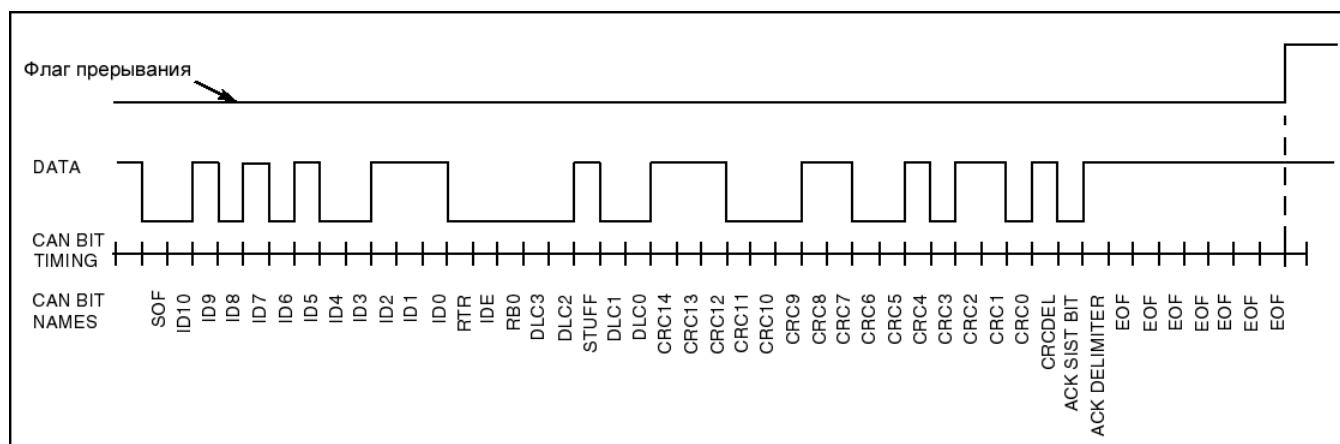 Флаг прерывания
DATA
CAN BIT
TIMING
CAN BIT
NAMES
SOF
ID10
ID9
ID8
ID7
ID6
ID5
ID4
ID3
ID2
ID1
ID0
RTR
IDE
RB0
DLC3
DLC2
STUFF
DLC1
DLC0
CRC14
CRC13
CRC12
CRC11
CRC10
CRC9
CRC8
CRC7
CRC6
CRC5
CRC4
CRC3
CRC2
CRC1
CRC0
CRCDEL
ACK SIST BIT
ACK DELIMITER
EOF
EOF
EOF
EOF
EOF
EOF
EOF